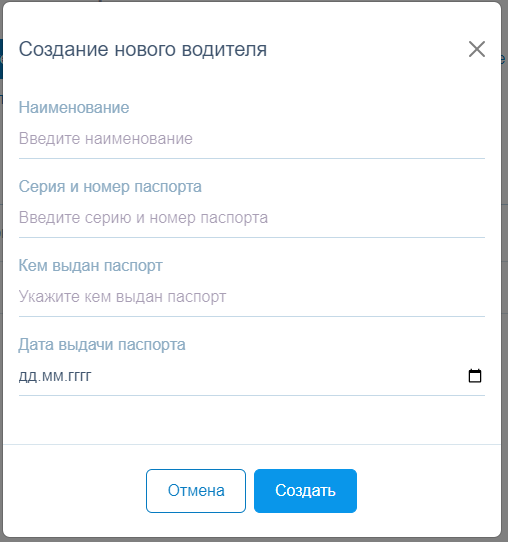 Создание нового водителя
Наименование
Введите наименование
Серия и номер паспорта
Введите серию и номер паспорта
Кем выдан паспорт
Укажите кем выдан паспорт
Дата выдачи паспорта
дд.мм.гггг
Отмена
Создать